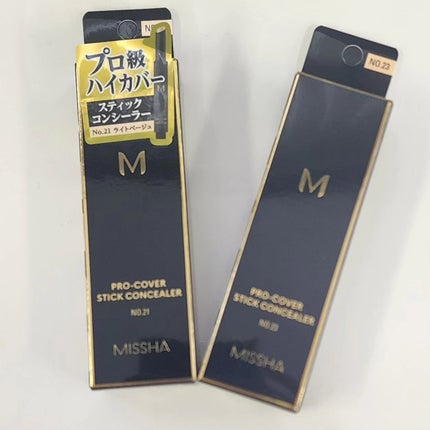 プロ級
ハイカバー
スティック
コンシーラー
No.21 ライトベージュ
M
PRO-COVER
STICK CONCEALER
NO.21
MISSHA
NO.23
M
PRO-COVER
STICK CONCEALER
NO.23
MISSHA